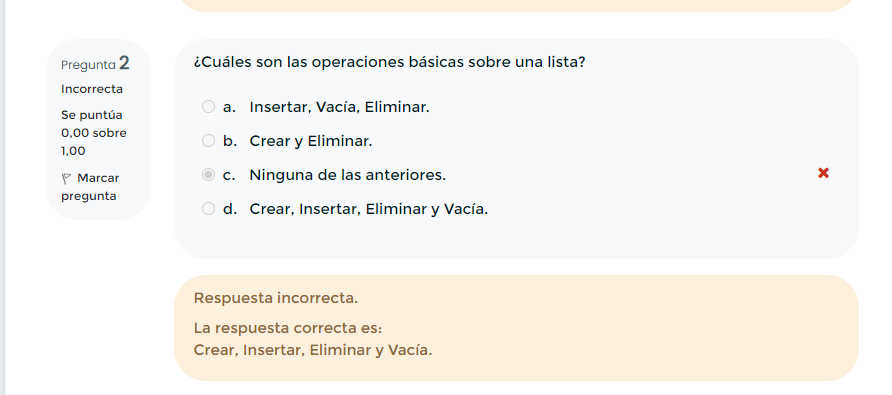 Pregunta 2
Incorrecta
Se puntúa
0,00 sobre
1,00
Marcar
pregunta
¿Cuáles son las operaciones básicas sobre una lista?
a. Insertar, Vacía, Eliminar.
b. Crear y Eliminar.
c. Ninguna de las anteriores.
d. Crear, Insertar, Eliminar y Vacía.
Respuesta incorrecta.
La respuesta correcta es:
Crear, Insertar, Eliminar y Vacía.